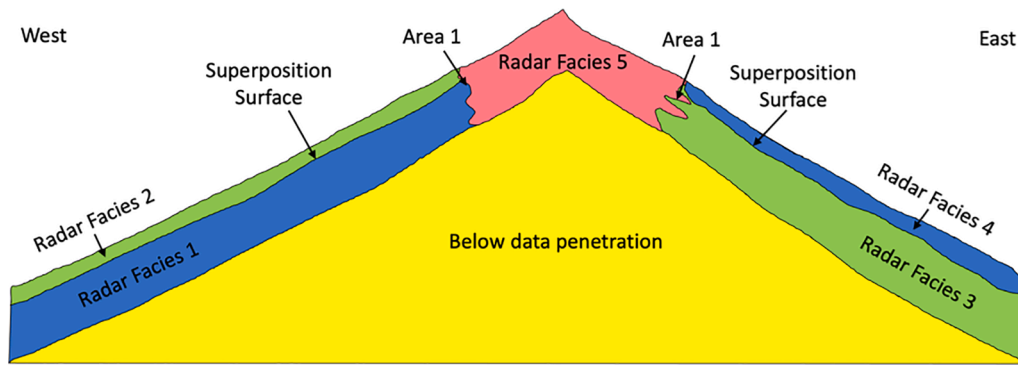 West
East
Area 1
Area 1
Radar Facies 5
Superposition
Surface
Superposition
Surface
Radar Facies 2
Radar Facies 1
Radar Facies 4
Radar Facies 3
Below data penetration